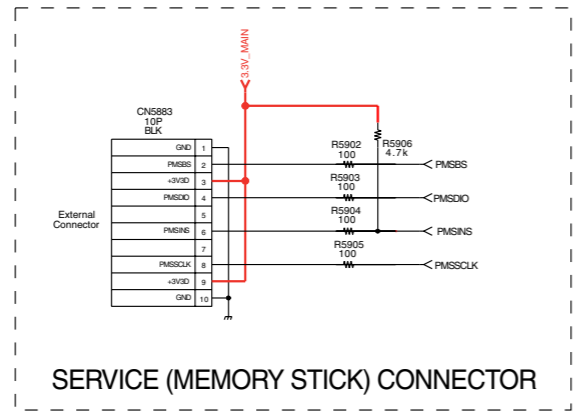 3.3V_MAIN
CN5883
10P
BLK
GND 1
PMSBS 2
+3V3D 3
PMSDIO 4
5
PMSINS 6
7
PMSSCLK 8
+3V3D 9
GND 10
External
Connector
R5902
100
R5903
100
R5904
100
R5905
100
R5906
4.7k
PMSBS
PMSDIO
PMSINS
PMSSCLK
SERVICE (MEMORY STICK) CONNECTOR